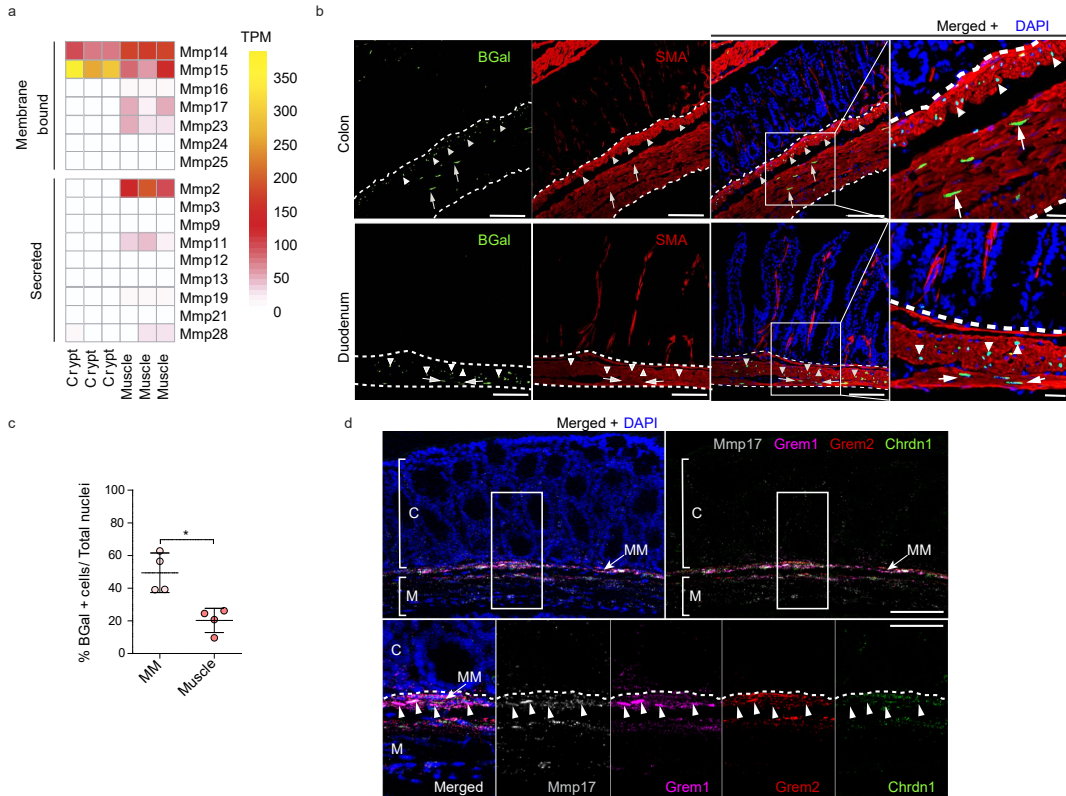 a
Membrane bound
Secreted
Mmp14
Mmp15
Mmp16
Mmp17
Mmp23
Mmp24
Mmp25
Mmp2
Mmp3
Mmp9
Mmp11
Mmp12
Mmp13
Mmp19
Mmp21
Mmp28
Crypt
Crypt
Crypt
Muscle
Muscle
Muscle
TPM
350
300
250
200
150
100
50
0
b
Merged + DAPI
BGal
SMA
Colon
BGal
SMA
Duodenum
c
% BGal + cells/ Total nuclei
100
80
60
40
20
0
*
MM
Muscle
d
Merged + DAPI
Mmp17 Grem1 Grem2 Chrdn1
C
MM
M
C
MM
M
C
MM
M
Merged
Mmp17
Grem1
Grem2
Chrdn1